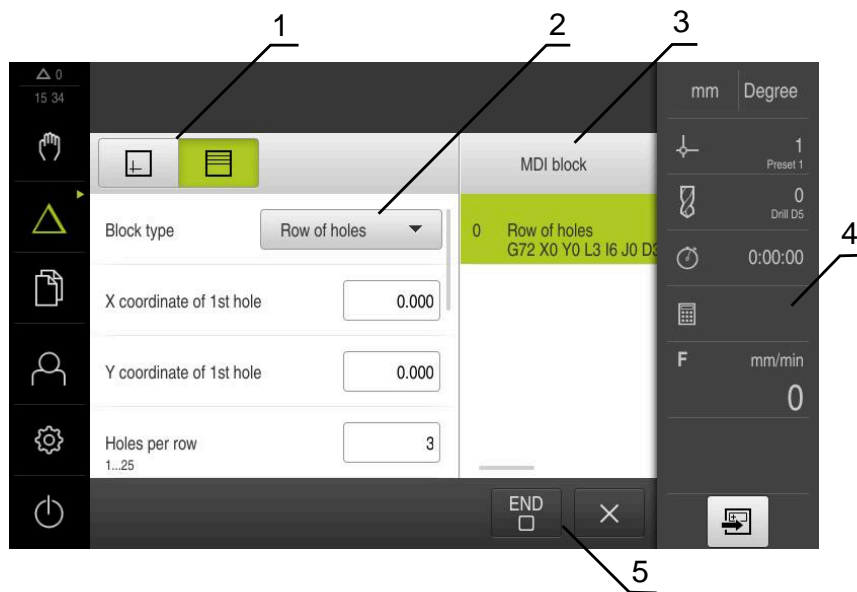 1
2
3
0
15 34
mm Degree
1
Preset 1
MDI block
0
Drill D5
Block type Row of holes
0 Row of holes
G72 X0 Y0 L3 I6 J0 D3
4
0:00:00
X coordinate of 1st hole 0.000
F mm/min
Y coordinate of 1st hole 0.000
0
Holes per row 3
1...25
END
5